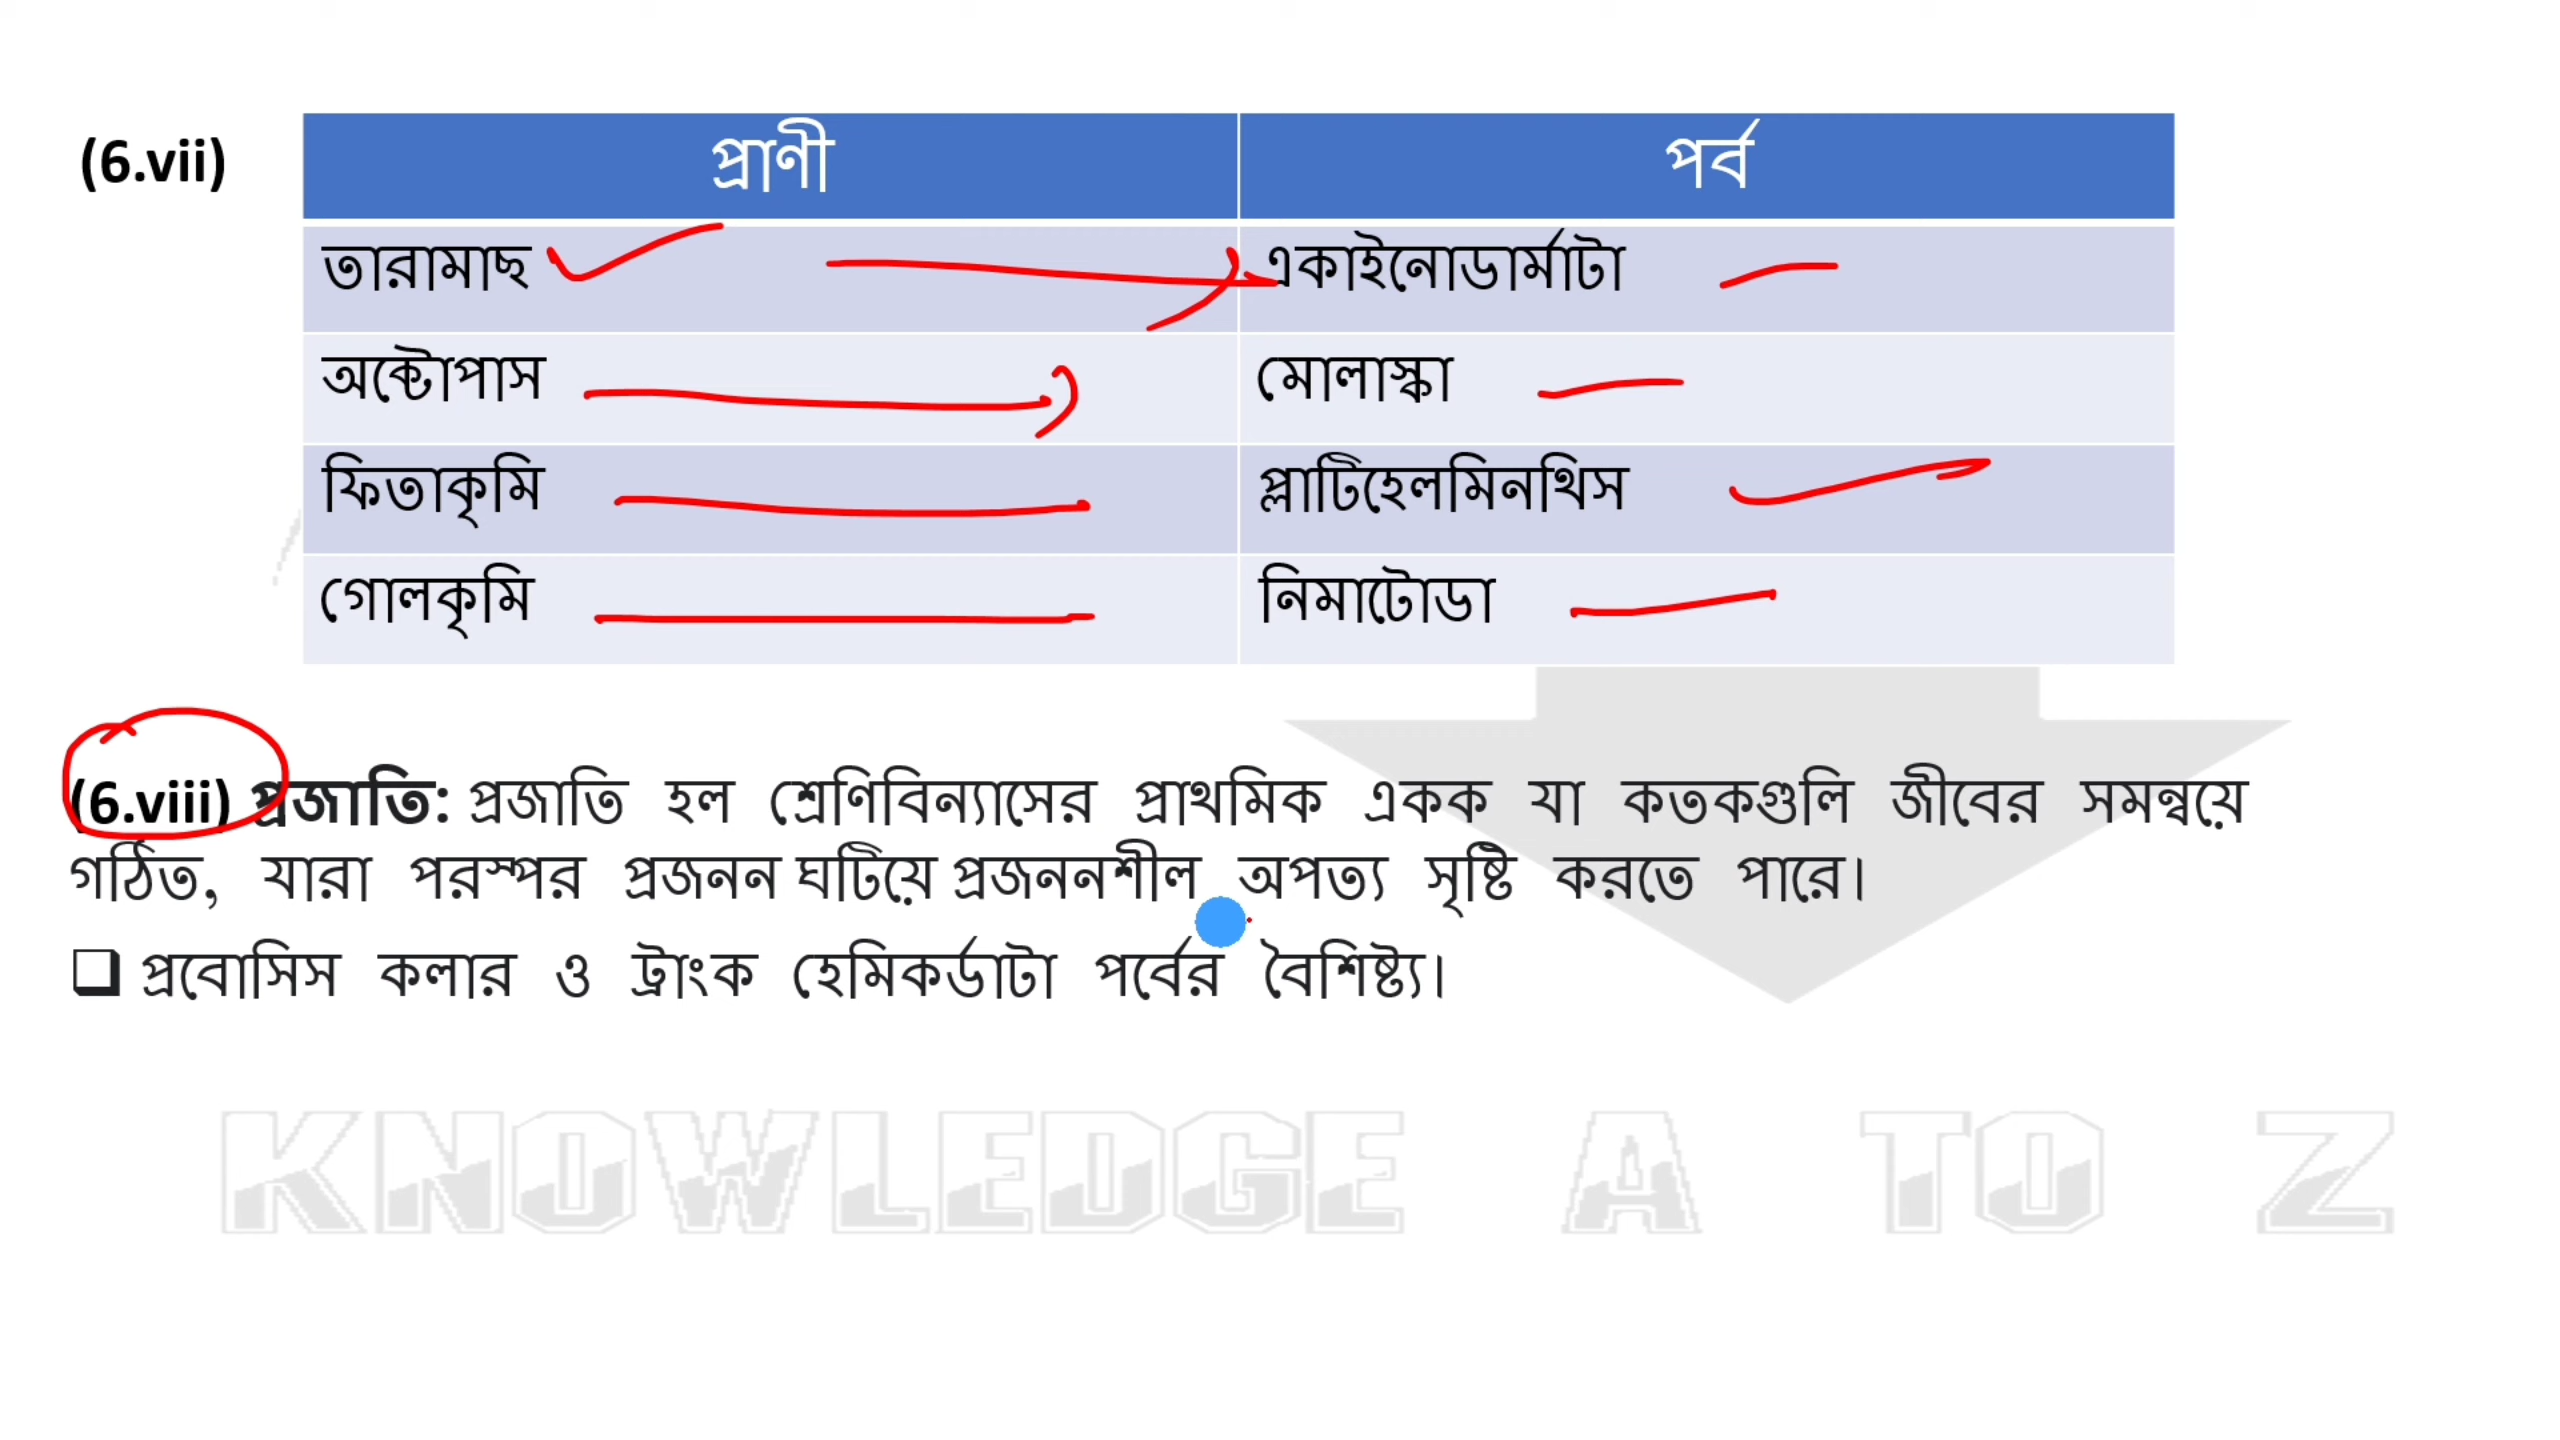 (6.vii) প্রাণী পর্ব
তারামাছ একাইনোডার্মাটা
অক্টোপাস মোলাস্কা
ফিতাকৃমি প্লাটিহেলমিনথিস
গোলকৃমি নিমাটোডা
(6.viii) প্রজাতি: প্রজাতি হল শ্রেণিবিন্যাসের প্রাথমিক একক যা কতকগুলি জীবের সমন্বয়ে
গঠিত, যারা পরস্পর প্রজনন ঘটিয়ে প্রজননশীল অপত্য সৃষ্টি করতে পারে।
❑ প্রবোসিস কলার ও ট্রাংক হেমিকর্ডাটা পর্বের বৈশিষ্ট্য।
KNOWLEDGE A TO Z